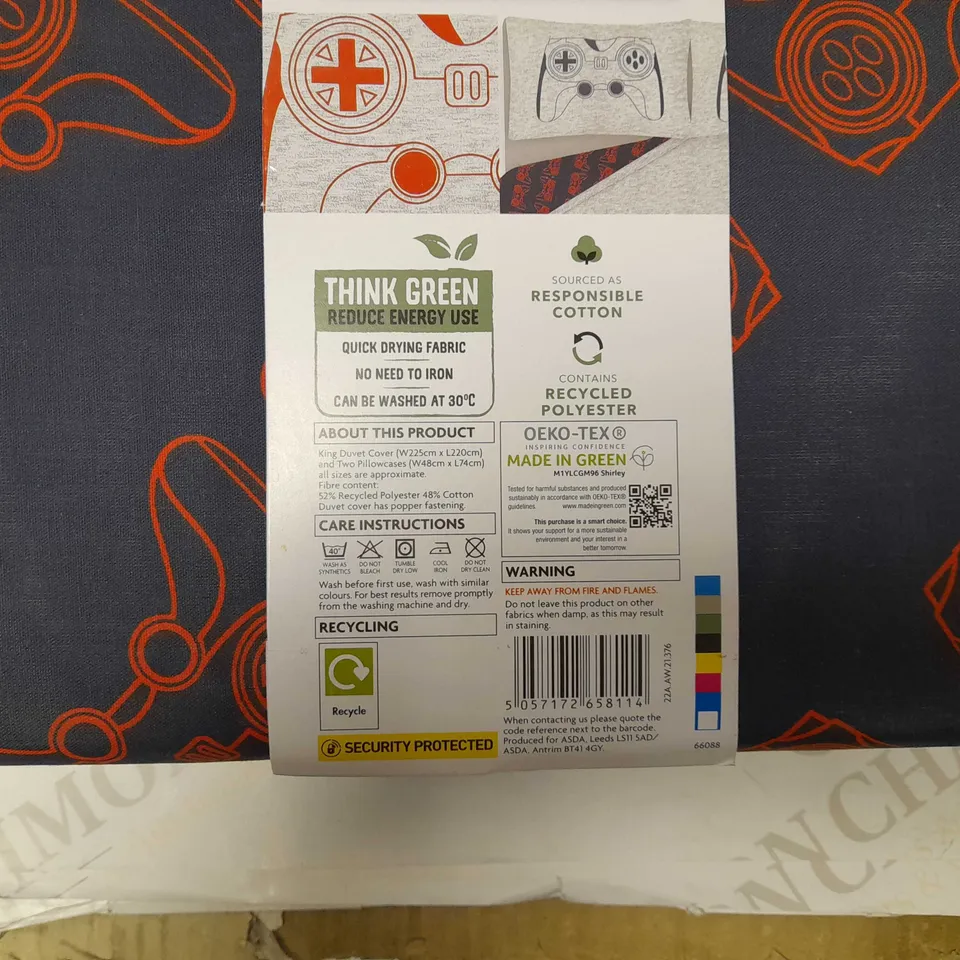 THINK GREEN
REDUCE ENERGY USE
QUICK DRYING FABRIC
NO NEED TO IRON
CAN BE WASHED AT 30°C
SOURCED AS
RESPONSIBLE
COTTON
CONTAINS
RECYCLED
POLYESTER
ABOUT THIS PRODUCT
King Duvet Cover (W225cm x L220cm)
and Two Pillowcases (W48cm x L74cm)
all sizes are approximate.
Fibre content:
52% Recycled Polyester 48% Cotton
Duvet cover has popper fastening.
CARE INSTRUCTIONS
40°
WASH AS
SYNTHETICS
DO NOT
BLEACH
TUMBLE
DRY LOW
COOL
IRON
DO NOT
DRY CLEAN
Wash before first use, wash with similar
colours. For best results remove promptly
from the washing machine and dry.
RECYCLING
Recycle
SECURITY PROTECTED
OEKO-TEX®
INSPIRING CONFIDENCE
MADE IN GREEN
M1YLCGM96 Shirley
Tested for harmful substances and produced
sustainably in accordance with OEKO-TEX®
guidelines. www.madeingreen.com
This purchase is a smart choice.
It shows your support for a more sustainable
environment and your interest in a
better tomorrow.
WARNING
KEEP AWAY FROM FIRE AND FLAMES.
Do not leave this product on other
fabrics when damp, as this may result
in staining.
5 057172 658114
22A.AW.21376
When contacting us please quote the
code reference next to the barcode.
Produced for ASDA, Leeds LS11 5AD/
ASDA, Antrim BT41 4GY.
66088